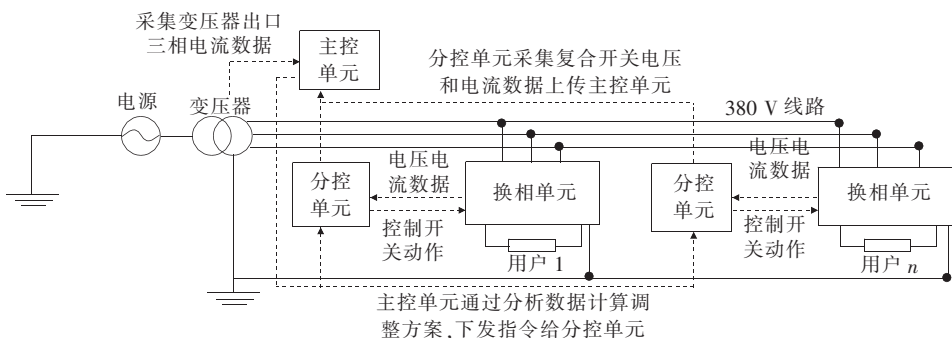 采集变压器出口
三相电流数据
主控
单元
分控单元采集复合开关电压
和电流数据上传主控单元
电源
变压器
380 V 线路
分控
单元
电压电
流数据
换相单元
控制开
关动作
用户 1
分控
单元
电压电
流数据
换相单元
控制开
关动作
用户 n
主控单元通过分析数据计算调
整方案,下发指令给分控单元